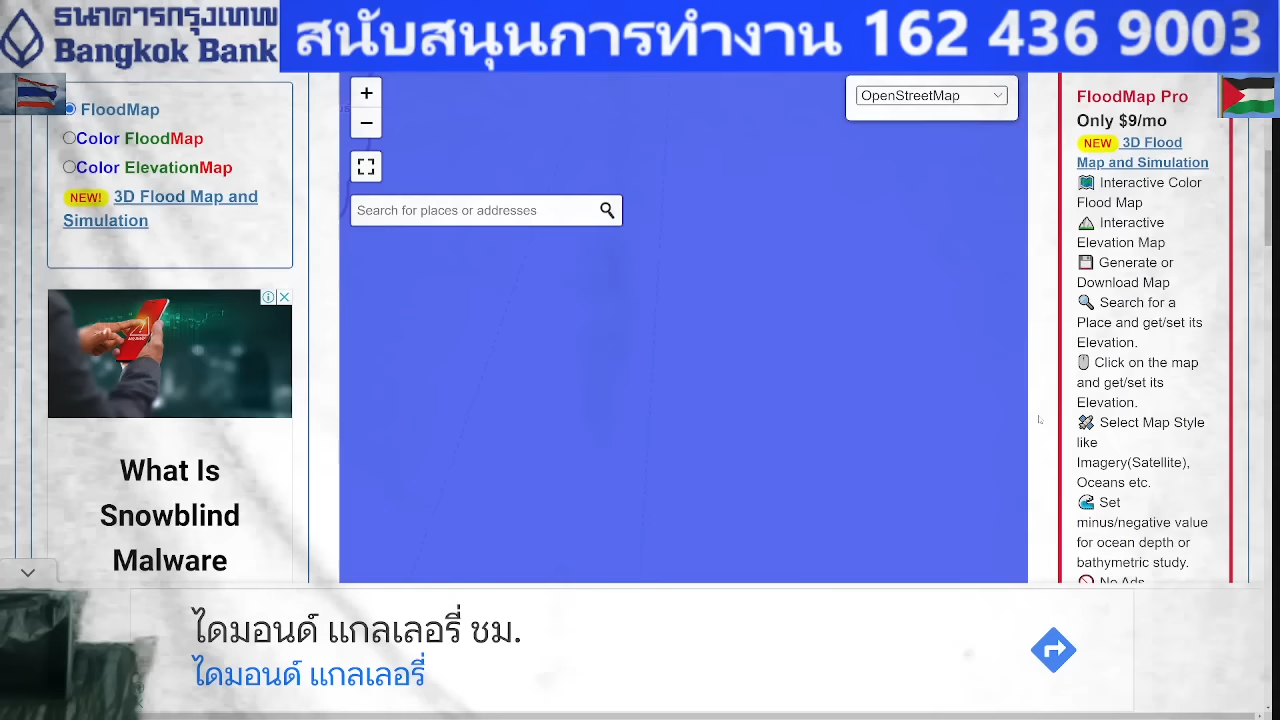 ธนาคารกรุงเทพ
Bangkok Bank
สนับสนุนการทำงาน 162 436 9003
FloodMap
Color FloodMap
Color ElevationMap
NEW! 3D Flood Map and
Simulation
What Is
Snowblind
Malware
+
−
Search for places or addresses
OpenStreetMap
FloodMap Pro
Only $9/mo
NEW 3D Flood
Map and Simulation
Interactive Color
Flood Map
Interactive
Elevation Map
Generate or
Download Map
Search for a
Place and get/set its
Elevation.
Click on the map
and get/set its
Elevation.
Select Map Style
like
Imagery(Satellite),
Oceans etc.
Set
minus/negative value
for ocean depth or
bathymetric study.
No Ads
ไดมอนด์ แกลเลอรี่ ชม.
ไดมอนด์ แกลเลอรี่